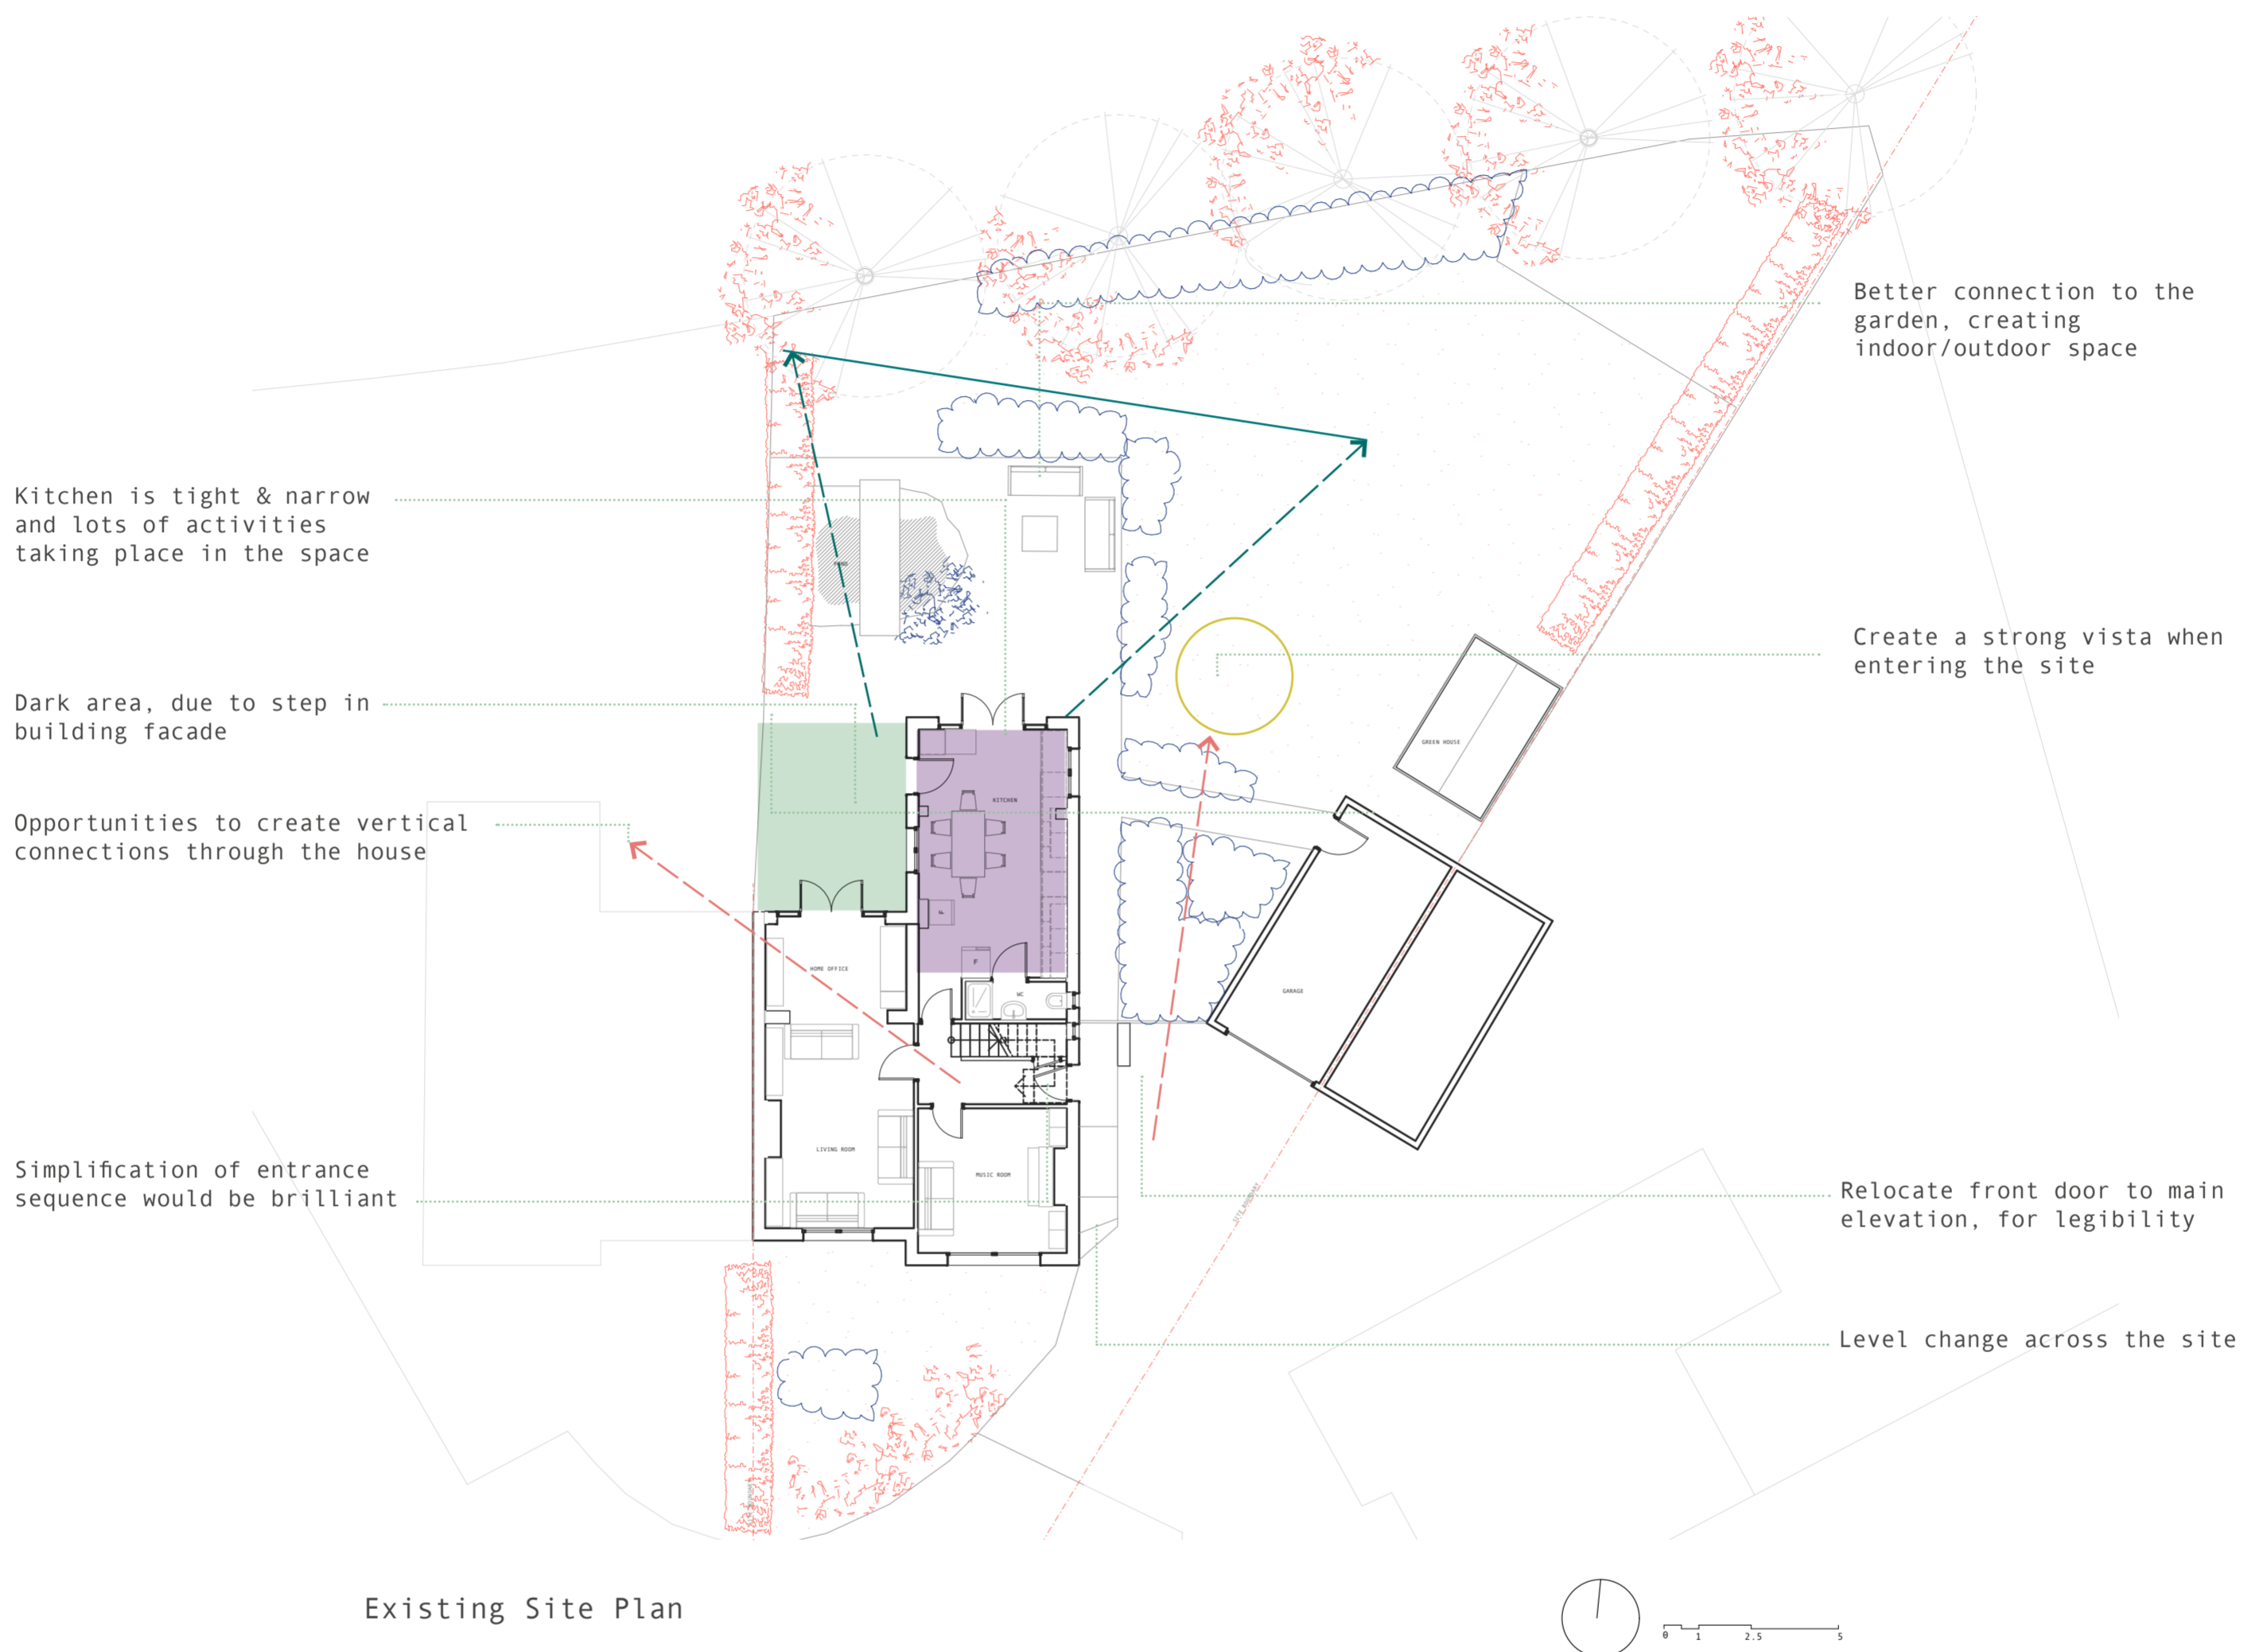 Better connection to the
garden, creating
indoor/outdoor space
Kitchen is tight & narrow
and lots of activities
taking place in the space
POND
Create a strong vista when
entering the site
Dark area, due to step in
building facade
GREEN HOUSE
KITCHEN
Opportunities to create vertical
connections through the house
F
F
HOME OFFICE
WC
GARAGE
LIVING ROOM
MUSIC ROOM
Simplification of entrance
sequence would be brilliant
SITE BOUNDARY
Relocate front door to main
elevation, for legibility
Level change across the site
Existing Site Plan
0 1 2.5 5